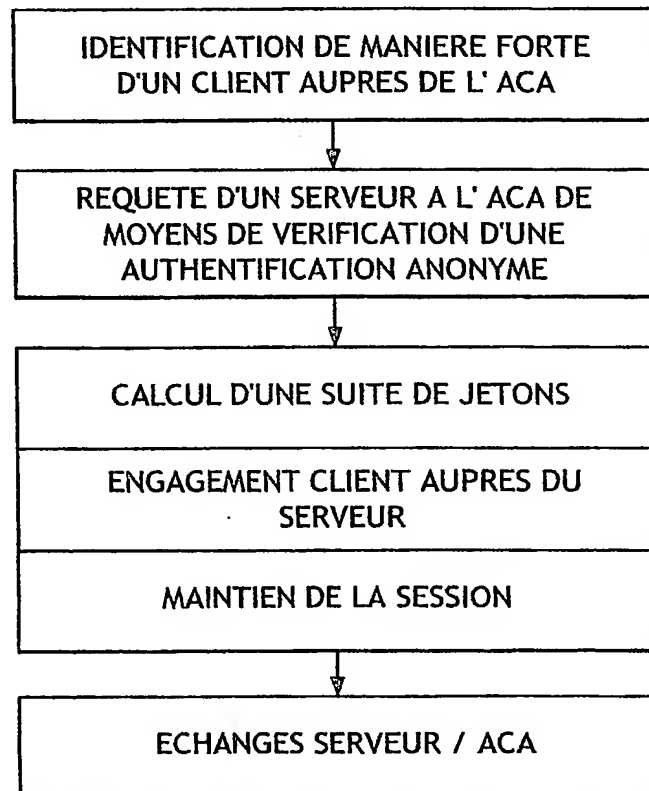 IDENTIFICATION DE MANIERE FORTE
D'UN CLIENT AUPRES DE L' ACA
REQUETE D'UN SERVEUR A L' ACA DE
MOYENS DE VERIFICATION D'UNE
AUTHENTIFICATION ANONYME
CALCUL D'UNE SUITE DE JETONS
ENGAGEMENT CLIENT AUPRES DU
SERVEUR
MAINTIEN DE LA SESSION
ECHANGES SERVEUR / ACA